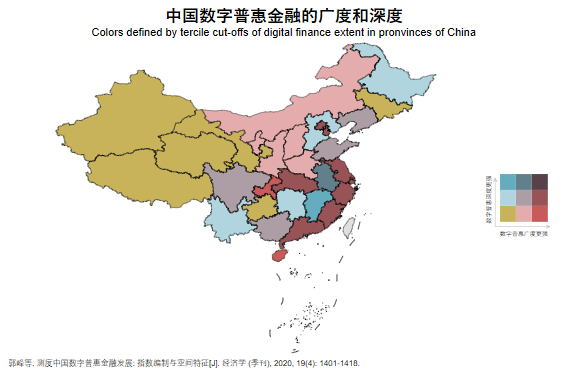 中国数字普惠金融的广度和深度
Colors defined by tercile cut-offs of digital finance extent in pronvinces of China
数字普惠深度更强
数字普惠广度更强
郭峰等. 测度中国数字普惠金融发展: 指数编制与空间特征[J]. 经济学 (季刊), 2020, 19(4): 1401-1418.